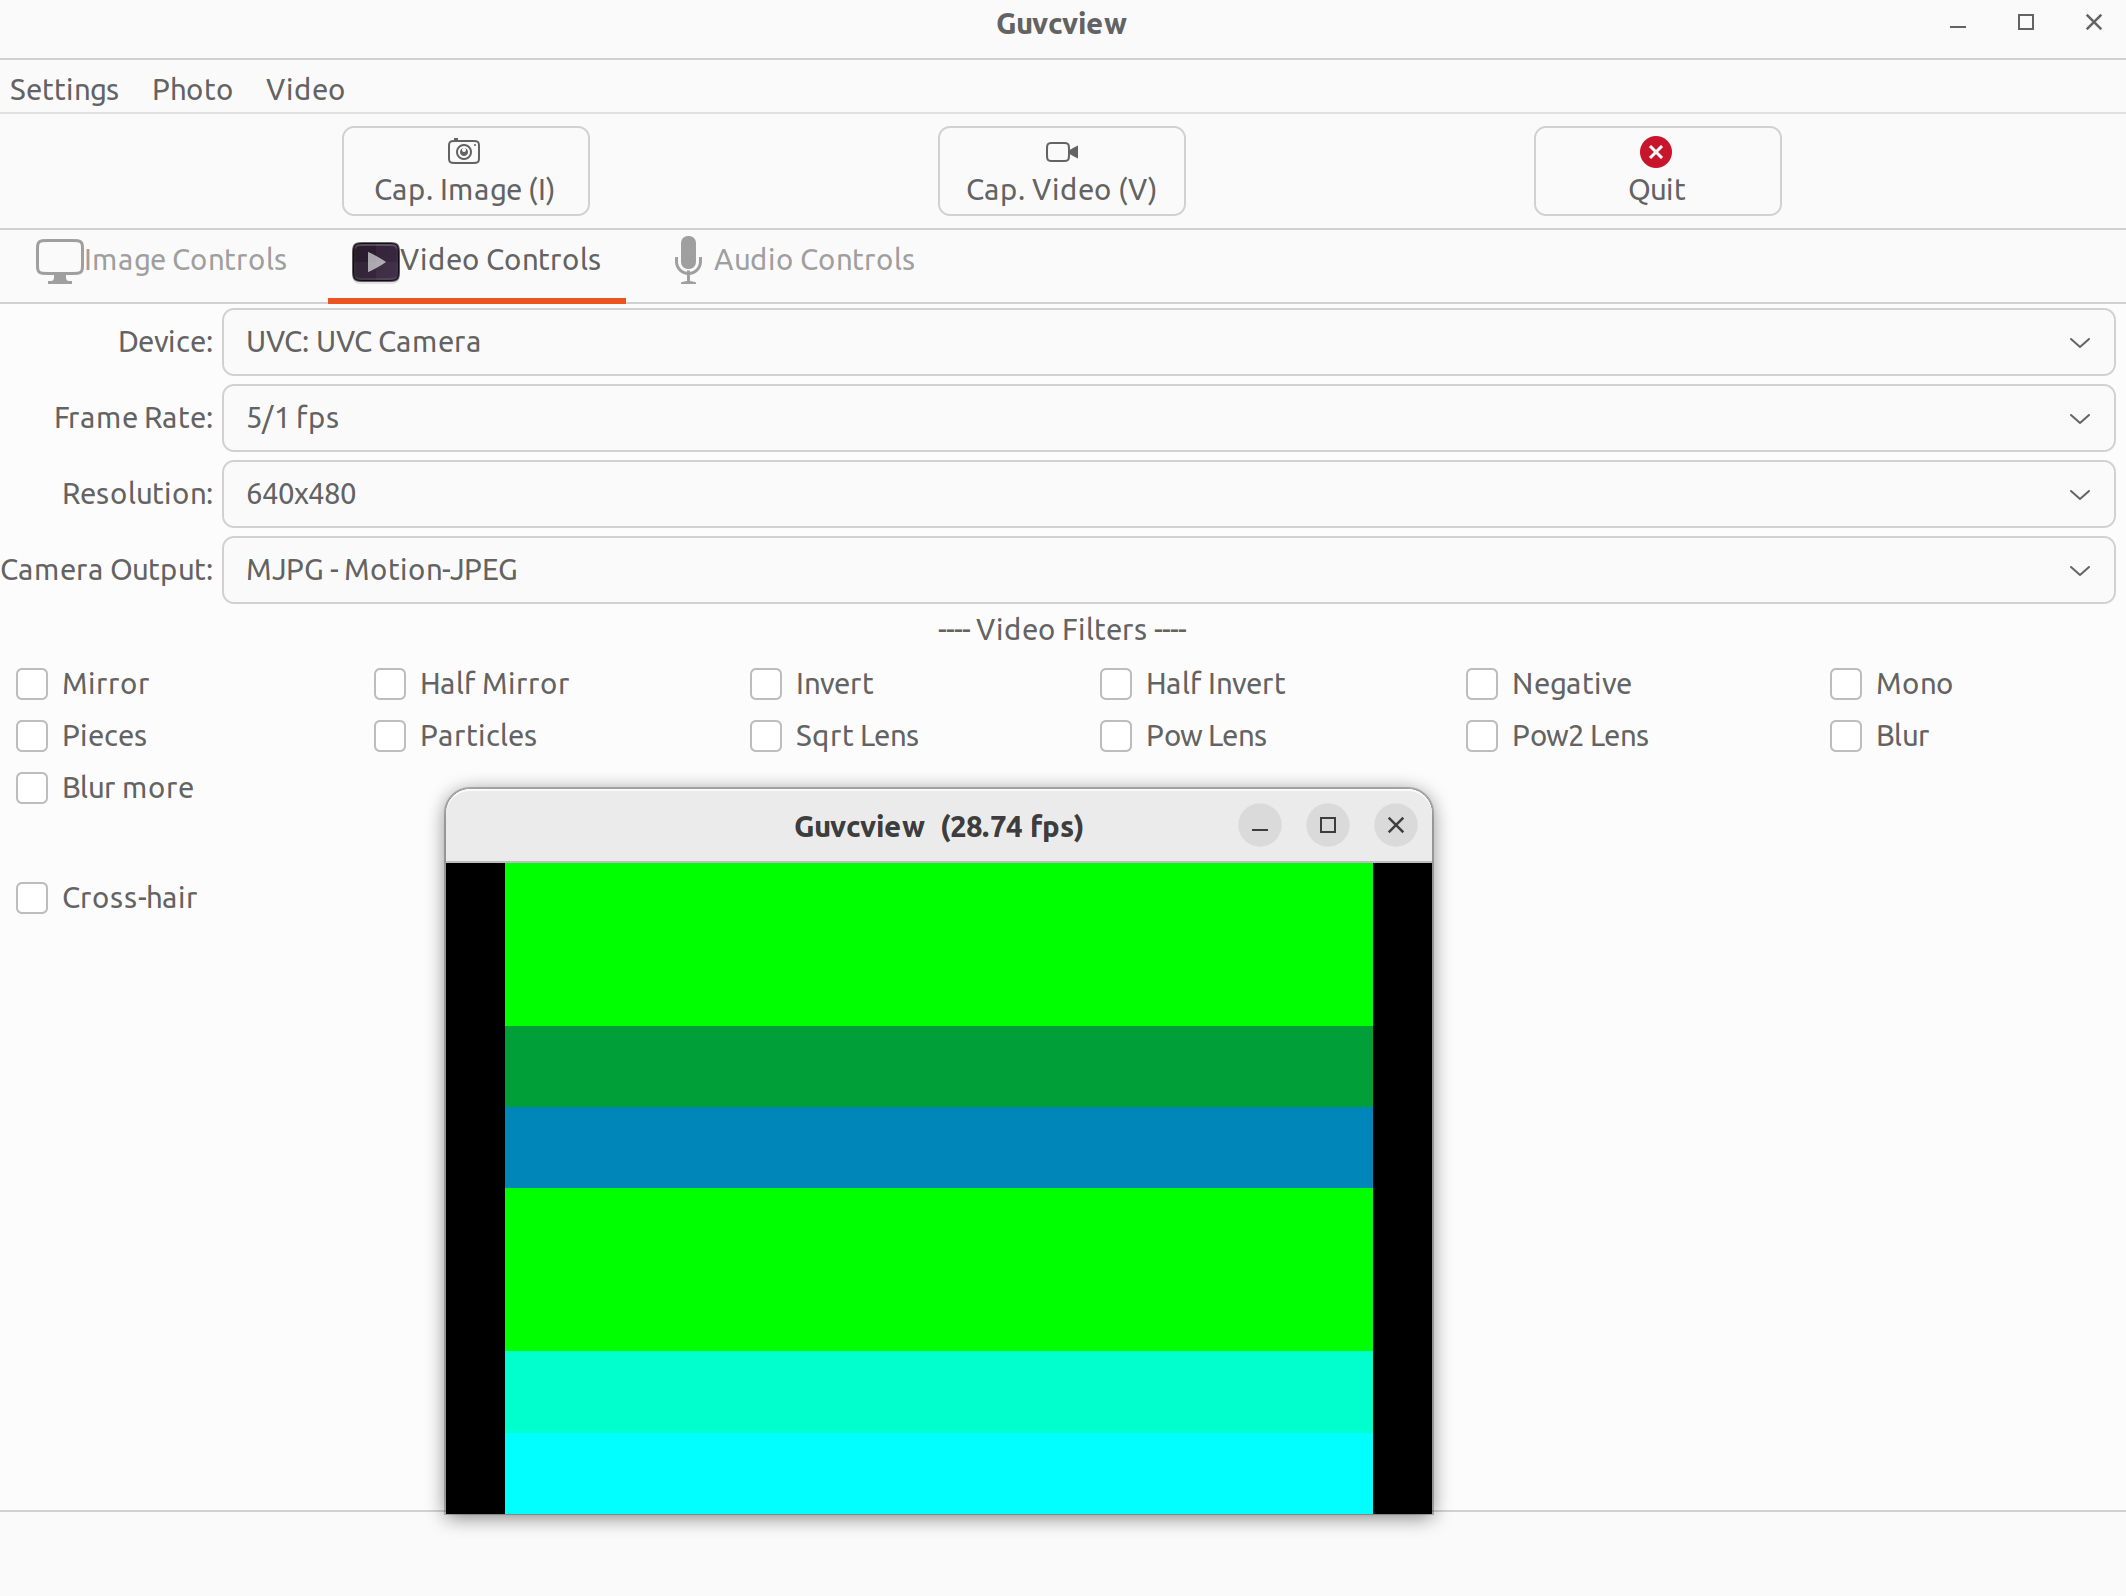 Guvcview
Settings Photo Video
Cap. Image (I) Cap. Video (V) Quit
Image Controls Video Controls Audio Controls
Device: UVC: UVC Camera
Frame Rate: 5/1 fps
Resolution: 640x480
Camera Output: MJPG - Motion-JPEG
---- Video Filters ----
Mirror Half Mirror Invert Half Invert Negative Mono
Pieces Particles Sqrt Lens Pow Lens Pow2 Lens Blur
Blur more
Guvcview (28.74 fps)
Cross-hair